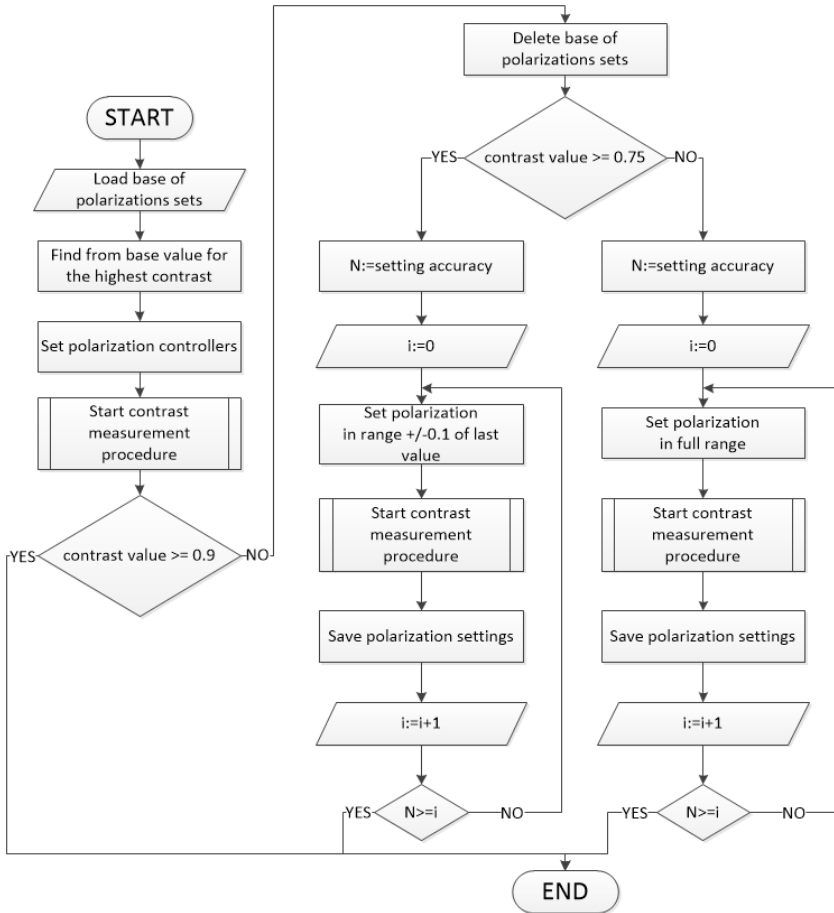 START
Load base of
polarizations sets
Find from base value for
the highest contrast
Set polarization controllers
Start contrast
measurement
procedure
YES
contrast value >= 0.9
NO
Delete base of
polarizations sets
YES
contrast value >= 0.75
NO
N:=setting accuracy
i:=0
Set polarization
in range +/-0.1 of last
value
Start contrast
measurement
procedure
Save polarization settings
i:=i+1
YES
N>=i
NO
N:=setting accuracy
i:=0
Set polarization
in full range
Start contrast
measurement
procedure
Save polarization settings
i:=i+1
YES
N>=i
NO
END